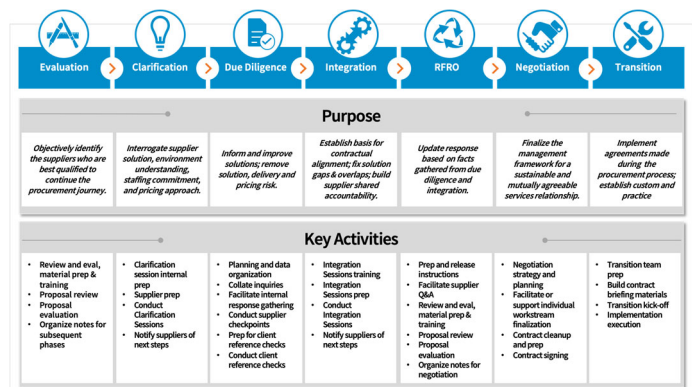 Evaluation
Clarification
Due Diligence
Integration
RFRO
Negotiation
Transition
Purpose
Objectively identify
the suppliers who are
best qualified to
continue the
procurement journey.
Interrogate supplier
solution, environment
understanding,
staffing commitment,
and pricing approach.
Inform and improve
solutions; remove
solution, delivery and
pricing risk.
Establish basis for
contractual
alignment; fix solution
gaps & overlaps; build
supplier shared
accountability.
Update response
based on facts
gathered from due
diligence and
integration.
Finalize the
management
framework for a
sustainable and
mutually agreeable
services relationship.
Implement
agreements made
during the
procurement process;
establish custom and
practice
Key Activities
• Review and eval,
material prep &
training
• Proposal review
• Proposal
evaluation
• Organize notes for
subsequent
phases
• Clarification
session internal
prep
• Supplier prep
• Conduct
Clarification
Sessions
• Notify suppliers of
next steps
• Planning and data
organization
• Collate inquiries
• Facilitate internal
response gathering
• Conduct supplier
checkpoints
• Prep for client
reference checks
• Conduct client
reference checks
• Integration
Sessions training
• Integration
Sessions prep
• Conduct
Integration
Sessions
• Notify suppliers of
next steps
• Prep and release
instructions
• Facilitate supplier
Q&A
• Review and eval,
material prep &
training
• Proposal review
• Proposal
evaluation
• Organize notes for
negotiation
• Negotiation
strategy and
planning
• Facilitate or
support individual
workstream
finalization
• Contract cleanup
and prep
• Contract signing
• Transition team
prep
• Build contract
briefing materials
• Transition kick-off
• Implementation
execution